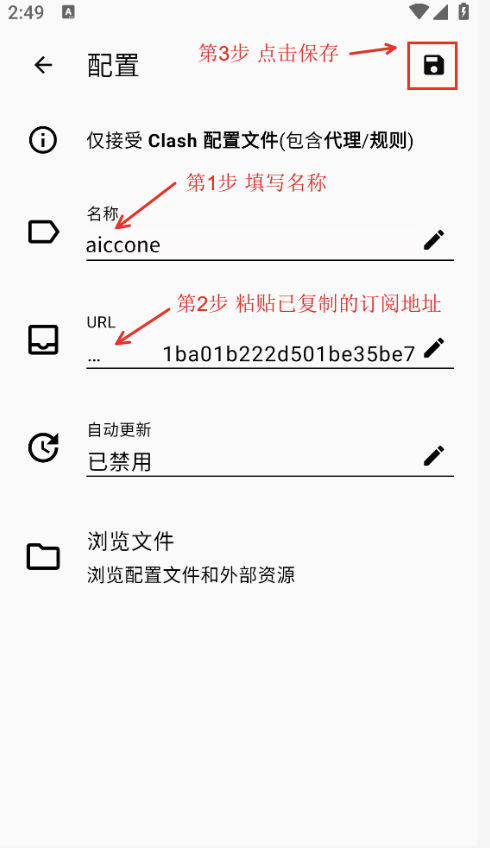 2:49 A
第3步 点击保存
配置
仅接受 Clash 配置文件(包含代理/规则)
第1步 填写名称
名称
aiccone
第2步 粘贴已复制的订阅地址
URL
... 1ba01b222d501be35be7
自动更新
已禁用
浏览文件
浏览配置文件和外部资源